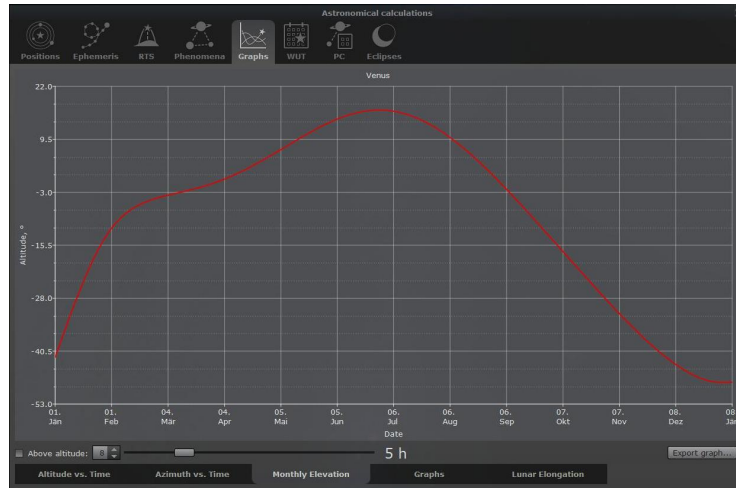 Astronomical calculations
Positions Ephemeris RTS Phenomena Graphs WUT PC Eclipses
Venus
22.0
9.5
-3.0
-15.5
-28.0
-40.5
-53.0
Altitude, °
01. 01. 04. 04. 05. 05. 06. 06. 06. 07. 07. 08. 08
Jän Feb Mär Apr Mai Jun Jul Aug Sep Okt Nov Dez Jän
Date
Above altitude: 8 5 h Export graph...
Altitude vs. Time Azimuth vs. Time Monthly Elevation Graphs Lunar Elongation